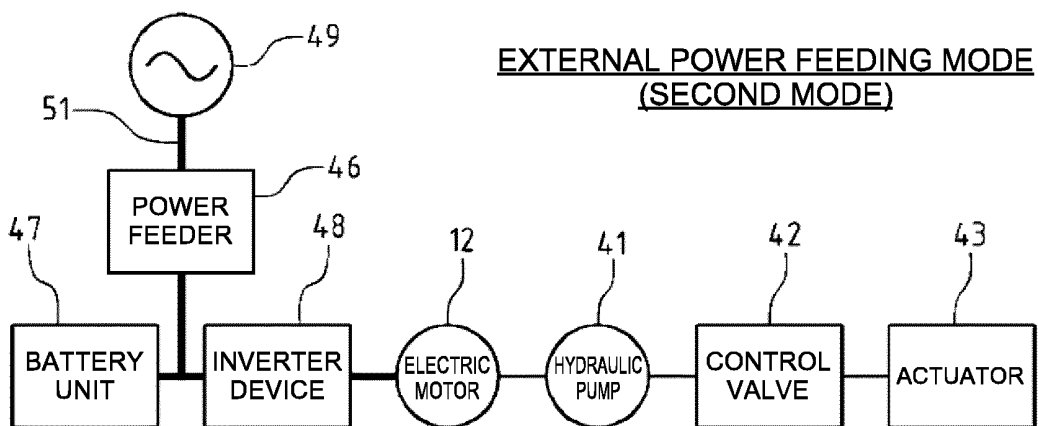 49
EXTERNAL POWER FEEDING MODE
(SECOND MODE)
51
46
POWER
FEEDER
47
48
12
41
42
43
BATTERY
UNIT
INVERTER
DEVICE
ELECTRIC
MOTOR
HYDRAULIC
PUMP
CONTROL
VALVE
ACTUATOR